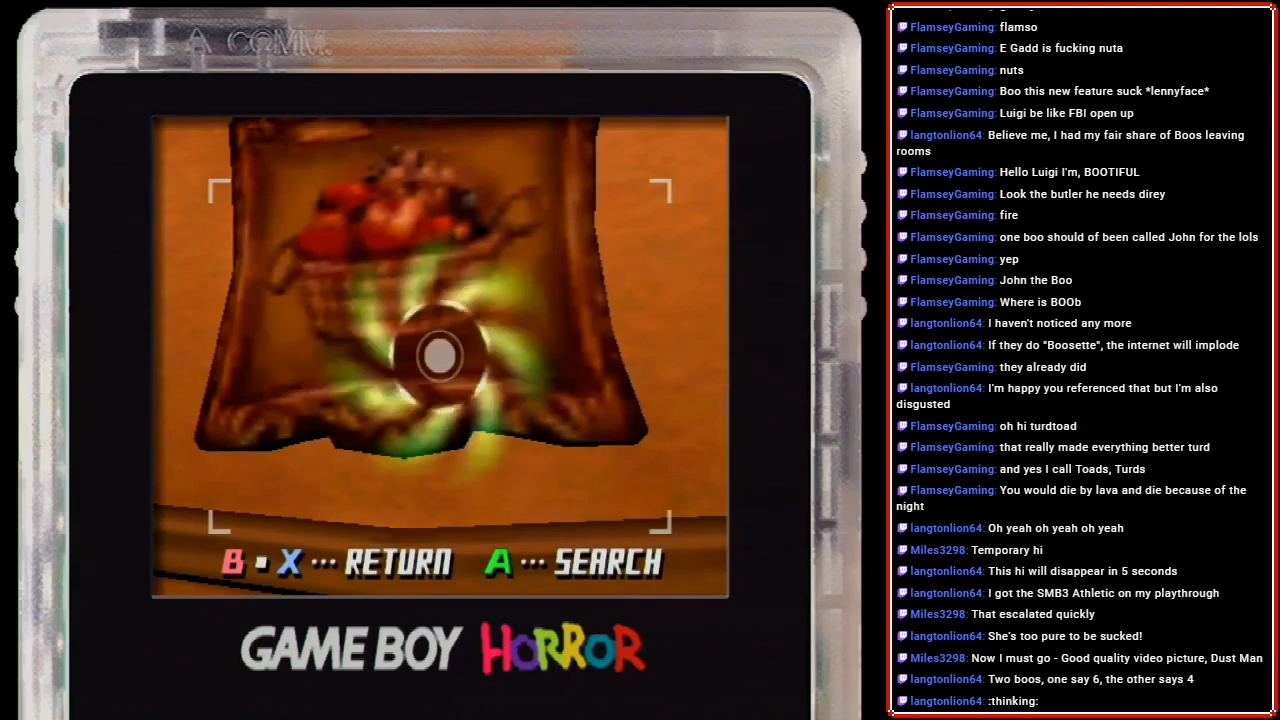 A COMM.
B • X ··· RETURN A ··· SEARCH
GAME BOY HORROR
FlamseyGaming: flamso
FlamseyGaming: E Gadd is fucking nuta
FlamseyGaming: nuts
FlamseyGaming: Boo this new feature suck *lennyface*
FlamseyGaming: Luigi be like FBI open up
langtonlion64: Believe me, I had my fair share of Boos leaving
rooms
FlamseyGaming: Hello Luigi I'm, BOOTIFUL
FlamseyGaming: Look the butler he needs direy
FlamseyGaming: fire
FlamseyGaming: one boo should of been called John for the lols
FlamseyGaming: yep
FlamseyGaming: John the Boo
FlamseyGaming: Where is BOOb
langtonlion64: I haven't noticed any more
langtonlion64: If they do "Boosette", the internet will implode
FlamseyGaming: they already did
langtonlion64: I'm happy you referenced that but I'm also
disgusted
FlamseyGaming: oh hi turdtoad
FlamseyGaming: that really made everything better turd
FlamseyGaming: and yes I call Toads, Turds
FlamseyGaming: You would die by lava and die because of the
night
langtonlion64: Oh yeah oh yeah oh yeah
Miles3298: Temporary hi
langtonlion64: This hi will disappear in 5 seconds
langtonlion64: I got the SMB3 Athletic on my playthrough
Miles3298: That escalated quickly
langtonlion64: She's too pure to be sucked!
Miles3298: Now I must go - Good quality video picture, Dust Man
langtonlion64: Two boos, one say 6, the other says 4
langtonlion64: :thinking: